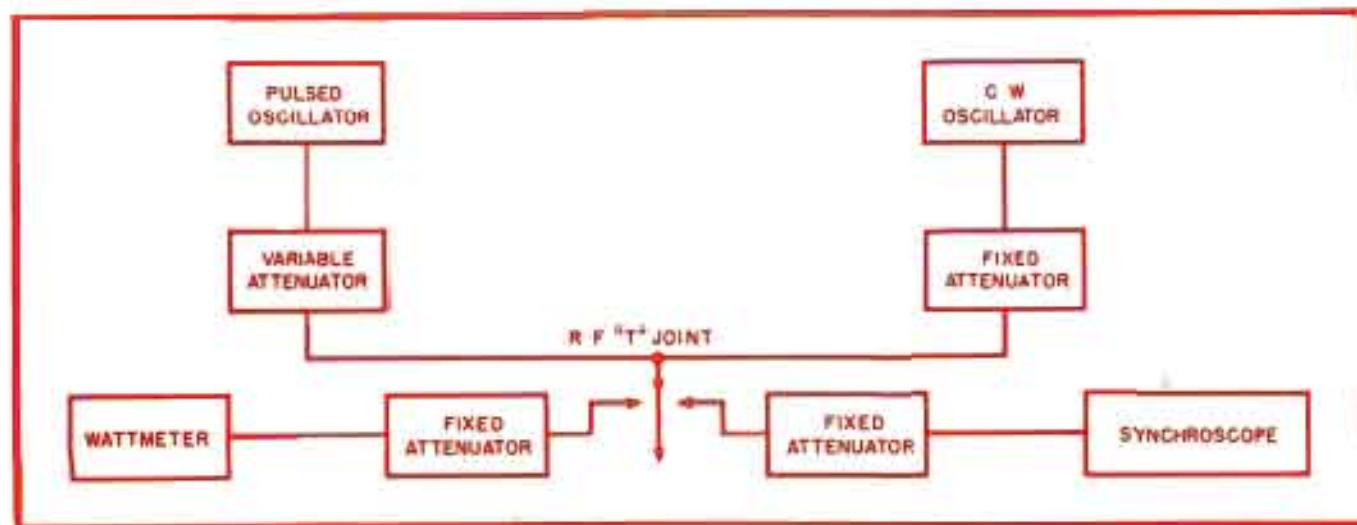 PULSED
OSCILLATOR
C W
OSCILLATOR
VARIABLE
ATTENUATOR
FIXED
ATTENUATOR
R F "T" JOINT
WATTMETER
FIXED
ATTENUATOR
FIXED
ATTENUATOR
SYNCHROSCOPE